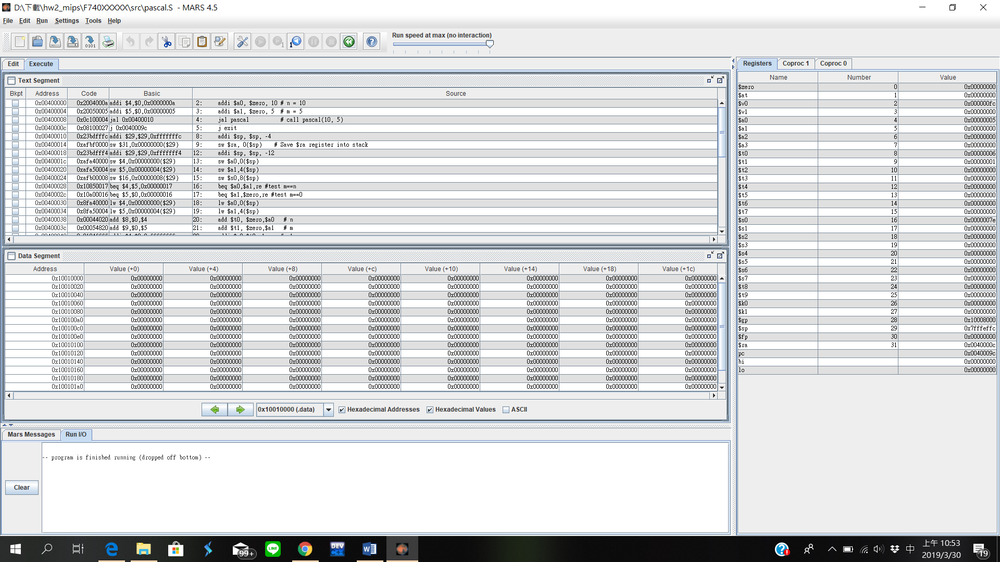 D:\下載\hw2_mips\F740XXXXX\src\pascal.S - MARS 4.5
File Edit Run Settings Tools Help
Run speed at max (no interaction)
Edit Execute
Text Segment
Bkpt Address Code Basic Source
0x00400000 0x2004000a addi $4,$0,0x0000000a 2: addi $a0, $zero, 10 # n = 10
0x00400004 0x20050005 addi $5,$0,0x00000005 3: addi $a1, $zero, 5 # m = 5
0x00400008 0x0c100004 jal 0x00400010 4: jal pascal # call pascal(10, 5)
0x0040000c 0x08100027 j 0x0040009c 5: j exit
0x00400010 0x23bdfffc addi $29,$29,0xfffffffc 8: addi $sp, $sp, -4
0x00400014 0xafbf0000 sw $31,0x00000000($29) 9: sw $ra, 0($sp) # Save $ra register into stack
0x00400018 0x23bdfff4 addi $29,$29,0xfffffff4 12: addi $sp, $sp, -12
0x0040001c 0xafa40000 sw $4,0x00000000($29) 13: sw $a0,0($sp)
0x00400020 0xafa50004 sw $5,0x00000004($29) 14: sw $a1,4($sp)
0x00400024 0xafb00008 sw $16,0x00000008($29) 15: sw $s0,8($sp)
0x00400028 0x10850017 beq $4,$5,0x00000017 16: beq $a0,$a1,re #test m==n
0x0040002c 0x10a00016 beq $5,$0,0x00000016 17: beq $a1,$zero,re #test m==0
0x00400030 0x8fa40000 lw $4,0x00000000($29) 18: lw $a0,0($sp)
0x00400034 0x8fa50004 lw $5,0x00000004($29) 19: lw $a1,4($sp)
0x00400038 0x00044020 add $8,$0,$4 20: add $t0, $zero,$a0 # n
0x0040003c 0x00054820 add $9,$0,$5 21: add $t1, $zero,$a1 # m
Data Segment
Address Value (+0) Value (+4) Value (+8) Value (+c) Value (+10) Value (+14) Value (+18) Value (+1c)
0x10010000 0x00000000 0x00000000 0x00000000 0x00000000 0x00000000 0x00000000 0x00000000 0x00000000
0x10010020 0x00000000 0x00000000 0x00000000 0x00000000 0x00000000 0x00000000 0x00000000 0x00000000
0x10010040 0x00000000 0x00000000 0x00000000 0x00000000 0x00000000 0x00000000 0x00000000 0x00000000
0x10010060 0x00000000 0x00000000 0x00000000 0x00000000 0x00000000 0x00000000 0x00000000 0x00000000
0x10010080 0x00000000 0x00000000 0x00000000 0x00000000 0x00000000 0x00000000 0x00000000 0x00000000
0x100100a0 0x00000000 0x00000000 0x00000000 0x00000000 0x00000000 0x00000000 0x00000000 0x00000000
0x100100c0 0x00000000 0x00000000 0x00000000 0x00000000 0x00000000 0x00000000 0x00000000 0x00000000
0x100100e0 0x00000000 0x00000000 0x00000000 0x00000000 0x00000000 0x00000000 0x00000000 0x00000000
0x10010100 0x00000000 0x00000000 0x00000000 0x00000000 0x00000000 0x00000000 0x00000000 0x00000000
0x10010120 0x00000000 0x00000000 0x00000000 0x00000000 0x00000000 0x00000000 0x00000000 0x00000000
0x10010140 0x00000000 0x00000000 0x00000000 0x00000000 0x00000000 0x00000000 0x00000000 0x00000000
0x10010160 0x00000000 0x00000000 0x00000000 0x00000000 0x00000000 0x00000000 0x00000000 0x00000000
0x10010180 0x00000000 0x00000000 0x00000000 0x00000000 0x00000000 0x00000000 0x00000000 0x00000000
0x100101a0 0x00000000 0x00000000 0x00000000 0x00000000 0x00000000 0x00000000 0x00000000 0x00000000
0x10010000 (.data) Hexadecimal Addresses Hexadecimal Values ASCII
Mars Messages Run I/O
-- program is finished running (dropped off bottom) --
Clear
Registers Coproc 1 Coproc 0
Name Number Value
$zero 0 0x00000000
$at 1 0x00000000
$v0 2 0x000000fc
$v1 3 0x00000000
$a0 4 0x00000005
$a1 5 0x00000000
$a2 6 0x00000000
$a3 7 0x00000000
$t0 8 0x00000006
$t1 9 0x00000001
$t2 10 0x00000000
$t3 11 0x00000000
$t4 12 0x00000000
$t5 13 0x00000000
$t6 14 0x00000000
$t7 15 0x00000000
$s0 16 0x0000007e
$s1 17 0x00000000
$s2 18 0x00000000
$s3 19 0x00000000
$s4 20 0x00000000
$s5 21 0x00000000
$s6 22 0x00000000
$s7 23 0x00000000
$t8 24 0x00000000
$t9 25 0x00000000
$k0 26 0x00000000
$k1 27 0x00000000
$gp 28 0x10008000
$sp 29 0x7fffeffc
$fp 30 0x00000000
$ra 31 0x0040000c
pc 0x0040009c
hi 0x00000000
lo 0x00000000
99+ LINE DEV C++ 中 上午 10:53
2019/3/30 19